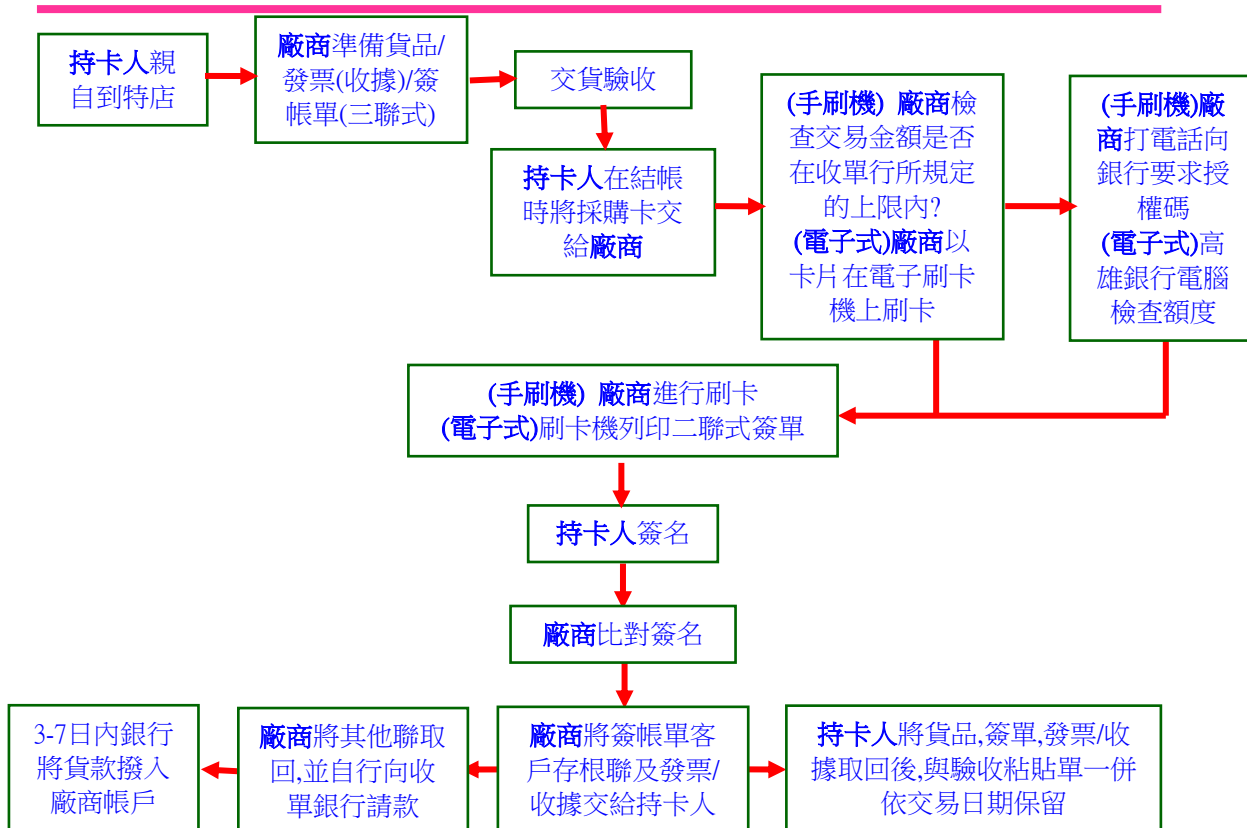 持卡人親
自到特店
廠商準備貨品/
發票(收據)/簽
帳單(三聯式)
交貨驗收
持卡人在結帳
時將採購卡交
給廠商
(手刷機) 廠商檢
查交易金額是否
在收單行所規定
的上限內?
(電子式)廠商以
卡片在電子刷卡
機上刷卡
(手刷機)廠
商打電話向
銀行要求授
權碼
(電子式)高
雄銀行電腦
檢查額度
(手刷機) 廠商進行刷卡
(電子式)刷卡機列印二聯式簽單
持卡人簽名
廠商比對簽名
廠商將簽帳單客
戶存根聯及發票/
收據交給持卡人
持卡人將貨品,簽單,發票/收
據取回後,與驗收粘貼單一併
依交易日期保留
廠商將其他聯取
回,並自行向收
單銀行請款
3-7日內銀行
將貨款撥入
廠商帳戶